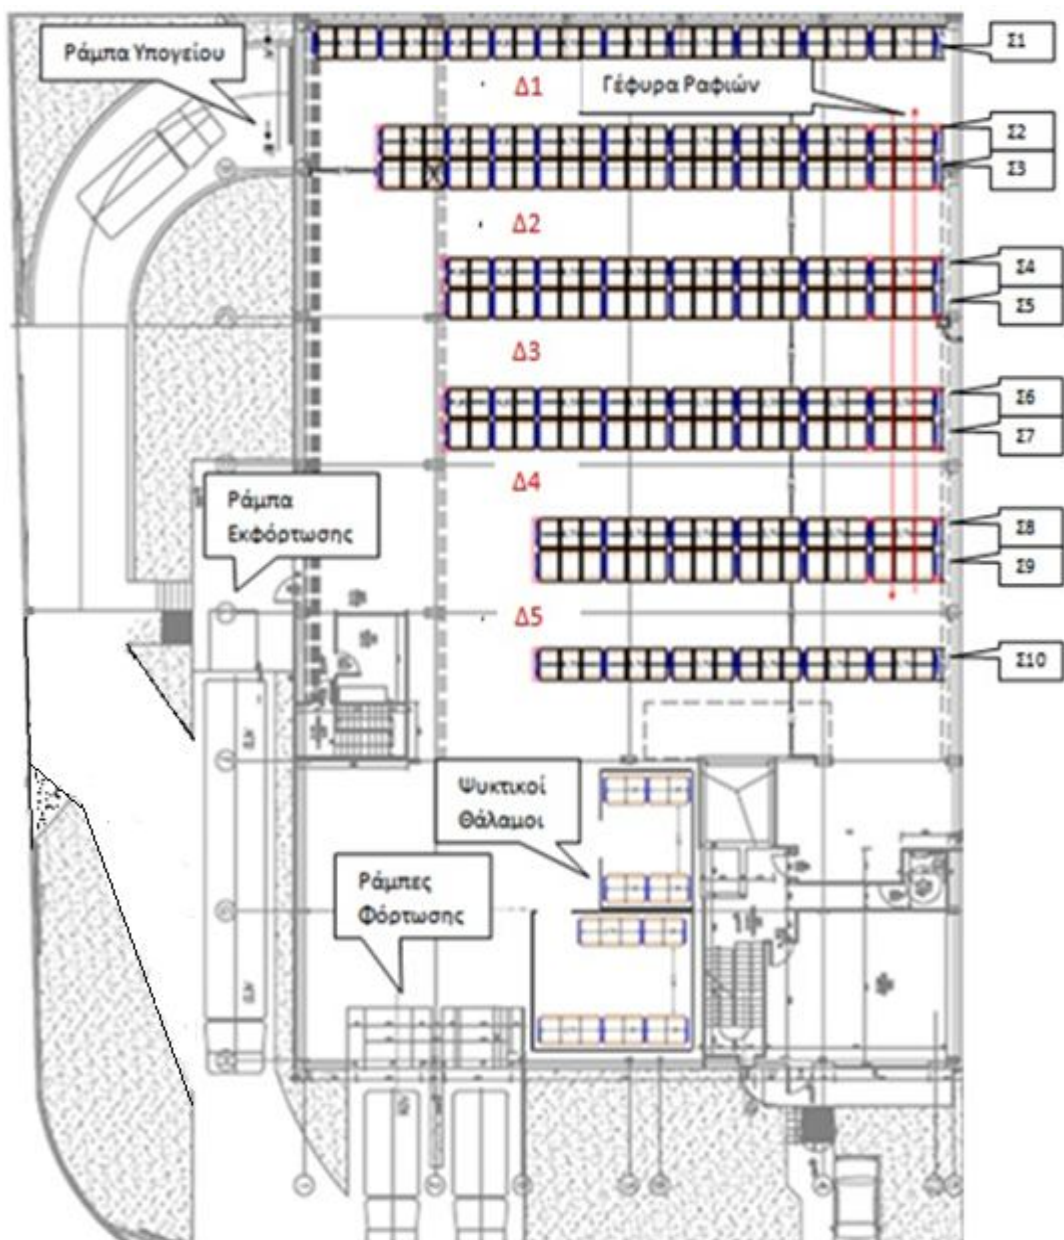 Ράμπα Υπογείου
Σ1
Δ1
Γέφυρα Ραφιών
Σ2
Σ3
Δ2
Σ4
Σ5
Δ3
Σ6
Σ7
Δ4
Ράμπα
Εκφόρτωσης
Σ8
Σ9
Δ5
Σ10
Ψυκτικοί
Θάλαμοι
Ράμπες
Φόρτωσης